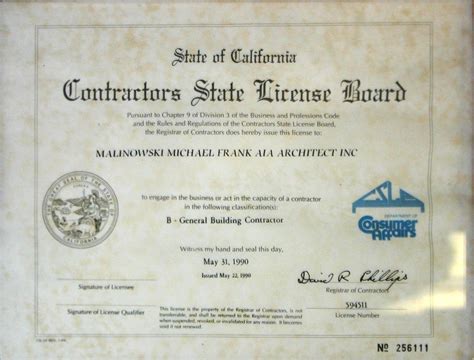 State of California
Contractors State License Board
Pursuant to Chapter 9 of Division 3 of the Business and Professions Code
and the Rules and Regulations of the Contractors State License Board,
the Registrar of Contractors does hereby issue this license to:
MALINOWSKI MICHAEL FRANK AIA ARCHITECT INC
to engage in the business or act in the capacity of a contractor
in the following classification(s):
B - General Building Contractor
Witness my hand and seal this day,
May 31, 1990
Issued May 22, 1990
CALIFORNIA
DEPARTMENT OF
Consumer
Affairs
David R. Phillips
Signature of Licensee
Registrar of Contractors
594511
Signature of License Qualifier
This license is the property of the Registrar of Contractors, is not
transferrable, and shall be returned to the Registrar upon demand
when suspended, revoked, or invalidated for any reason. It becomes
void if not renewed.
License Number
No 256111